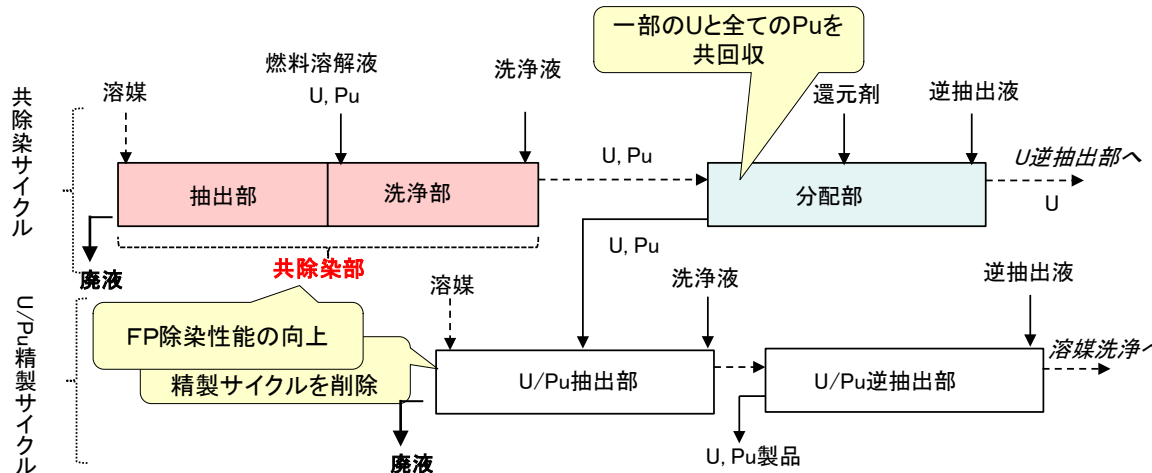 一部のUと全てのPuを
共回収
燃料溶解液
U, Pu
洗浄液
溶媒
還元剤
逆抽出液
共除染サイクル
抽出部
洗浄部
U, Pu
分配部
U逆抽出部へ
U
廃液
共除染部
U, Pu
溶媒
洗浄液
逆抽出液
U/Pu精製サイクル
FP除染性能の向上
精製サイクルを削除
U/Pu抽出部
U/Pu逆抽出部
溶媒洗浄へ
廃液
U, Pu製品